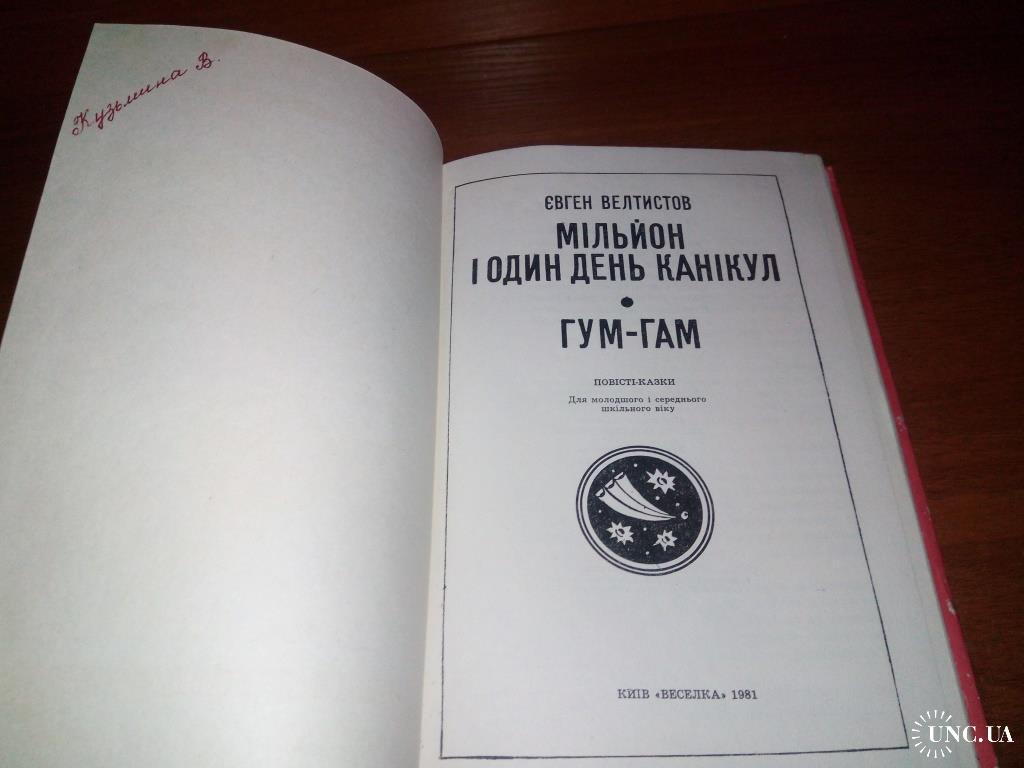 Кузьмина В.
ЄВГЕН ВЕЛТИСТОВ
МІЛЬЙОН
І ОДИН ДЕНЬ КАНІКУЛ
ГУМ-ГАМ
ПОВІСТІ-КАЗКИ
Для молодшого і середнього
шкільного віку
КИЇВ «ВЕСЕЛКА» 1981
UNC.UA